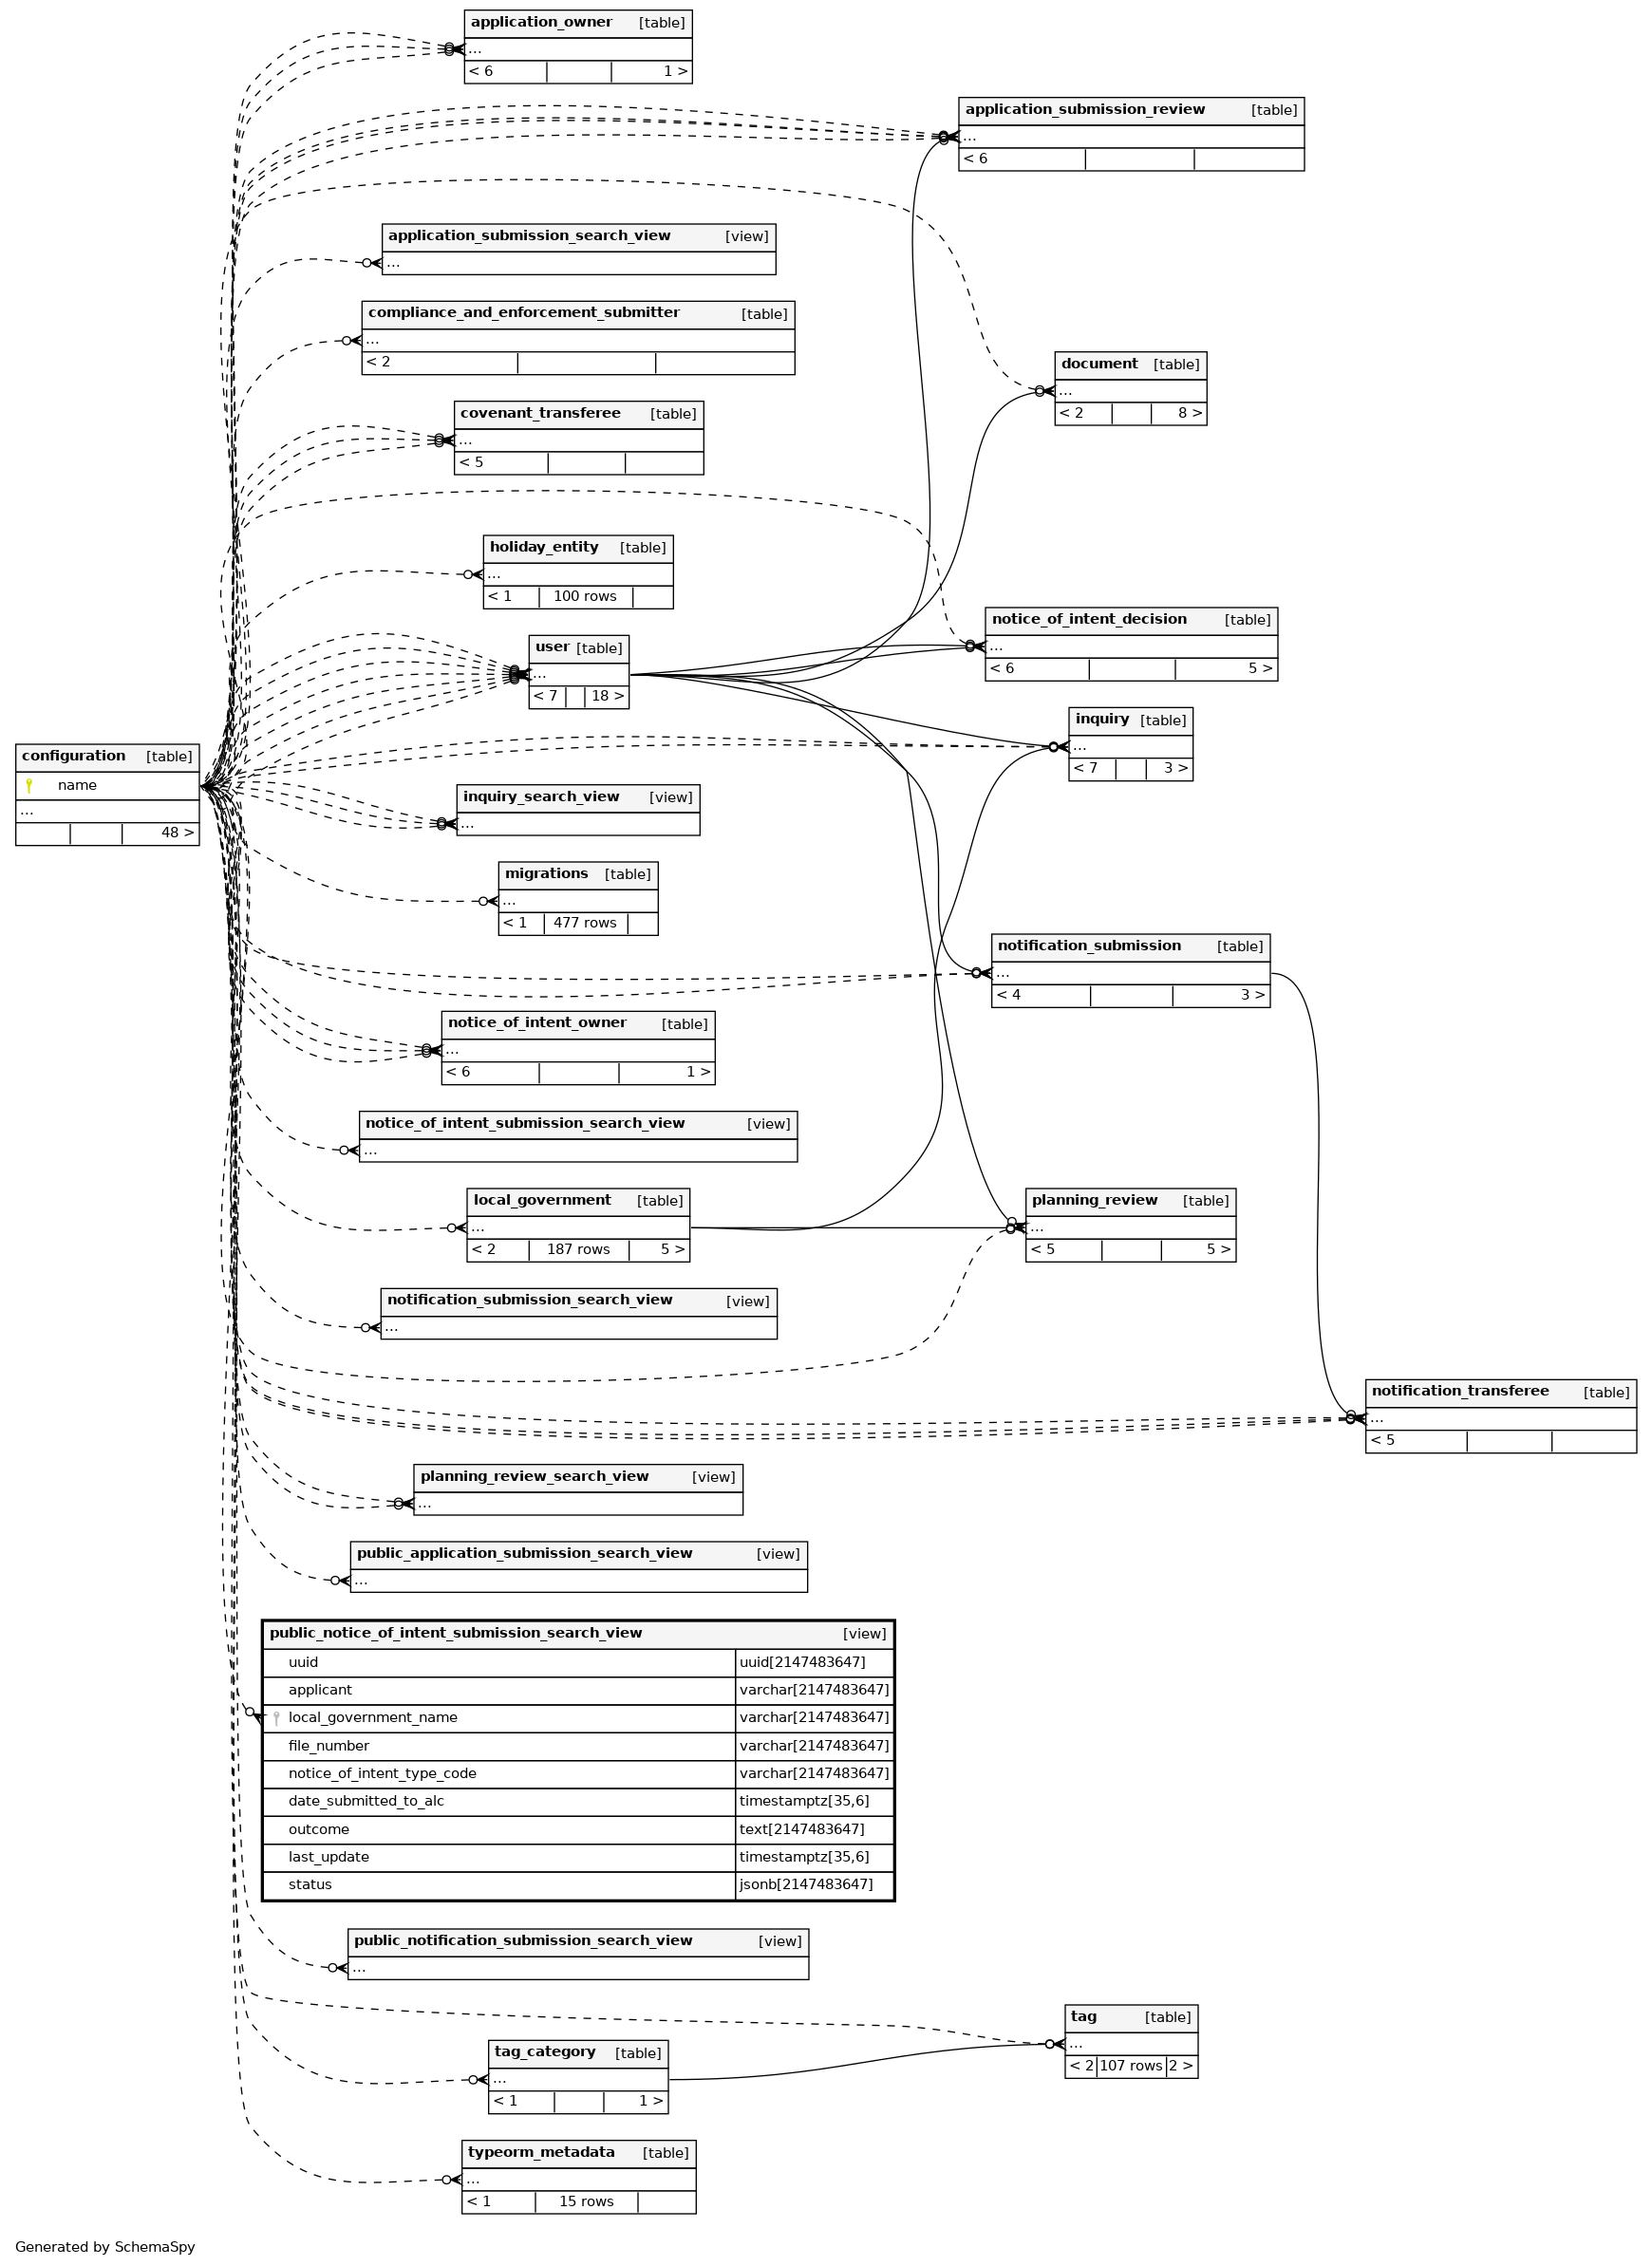 application_owner [table]
...
< 6 1 >
application_submission_review [table]
...
< 6
application_submission_search_view [view]
...
compliance_and_enforcement_submitter [table]
...
< 2
document [table]
...
< 2 8 >
covenant_transferee [table]
...
< 5
holiday_entity [table]
...
< 1 100 rows
notice_of_intent_decision [table]
...
< 6 5 >
user [table]
...
< 7 18 >
inquiry [table]
...
< 7 3 >
configuration [table]
name
...
48 >
inquiry_search_view [view]
...
migrations [table]
...
< 1 477 rows
notification_submission [table]
...
< 4 3 >
notice_of_intent_owner [table]
...
< 6 1 >
notice_of_intent_submission_search_view [view]
...
local_government [table]
...
< 2 187 rows 5 >
planning_review [table]
...
< 5 5 >
notification_submission_search_view [view]
...
notification_transferee [table]
...
< 5
planning_review_search_view [view]
...
public_application_submission_search_view [view]
...
public_notice_of_intent_submission_search_view [view]
uuid uuid[2147483647]
applicant varchar[2147483647]
local_government_name varchar[2147483647]
file_number varchar[2147483647]
notice_of_intent_type_code varchar[2147483647]
date_submitted_to_alc timestamptz[35,6]
outcome text[2147483647]
last_update timestamptz[35,6]
status jsonb[2147483647]
public_notification_submission_search_view [view]
...
tag [table]
...
< 2 107 rows 2 >
tag_category [table]
...
< 1 1 >
typeorm_metadata [table]
...
< 1 15 rows
Generated by SchemaSpy